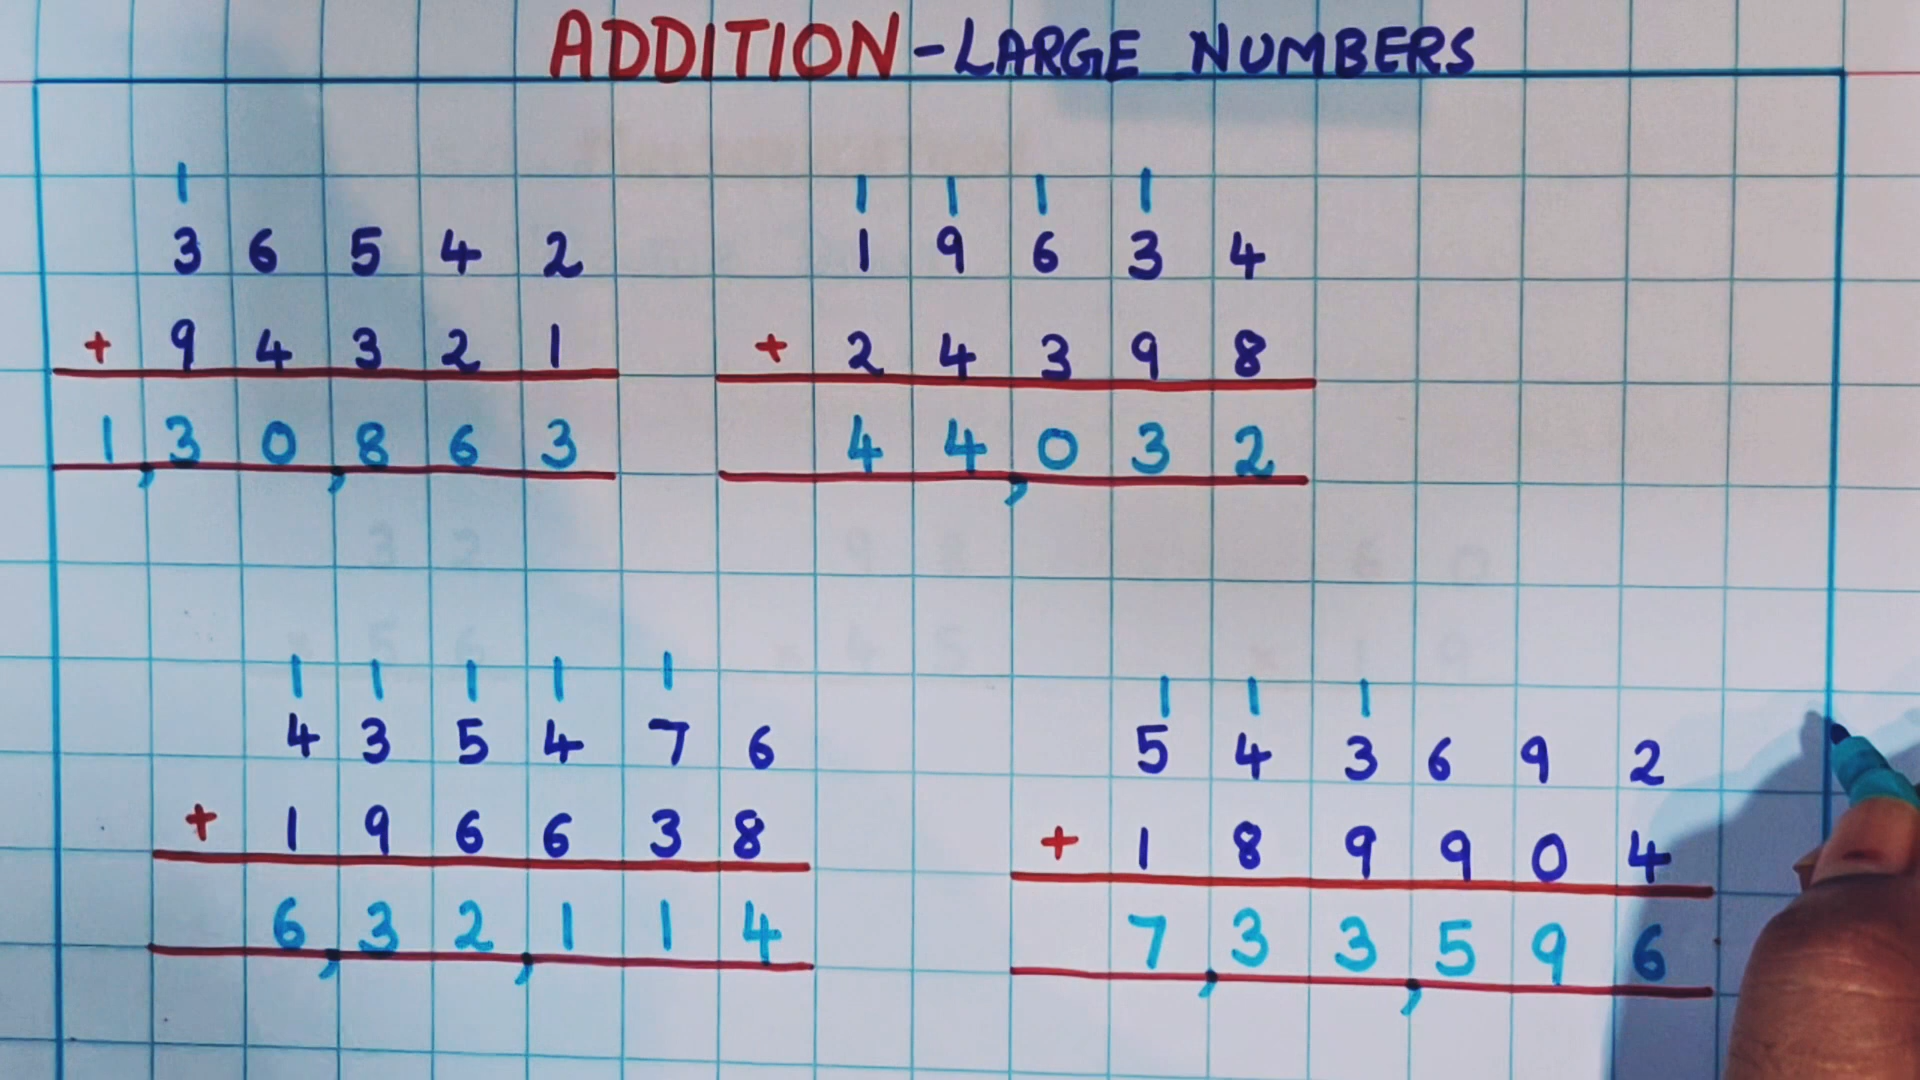 ADDITION - LARGE NUMBERS
1
3 6 5 4 2
+ 9 4 3 2 1
1,3 0,8 6 3
1 1 1 1
1 9 6 3 4
+ 2 4 3 9 8
4 4,0 3 2
1 1 1 1 1
4 3 5 4 7 6
+ 1 9 6 6 3 8
6,3 2,1 1 4
1 1 1
5 4 3 6 9 2
+ 1 8 9 9 0 4
7,3 3,5 9 6